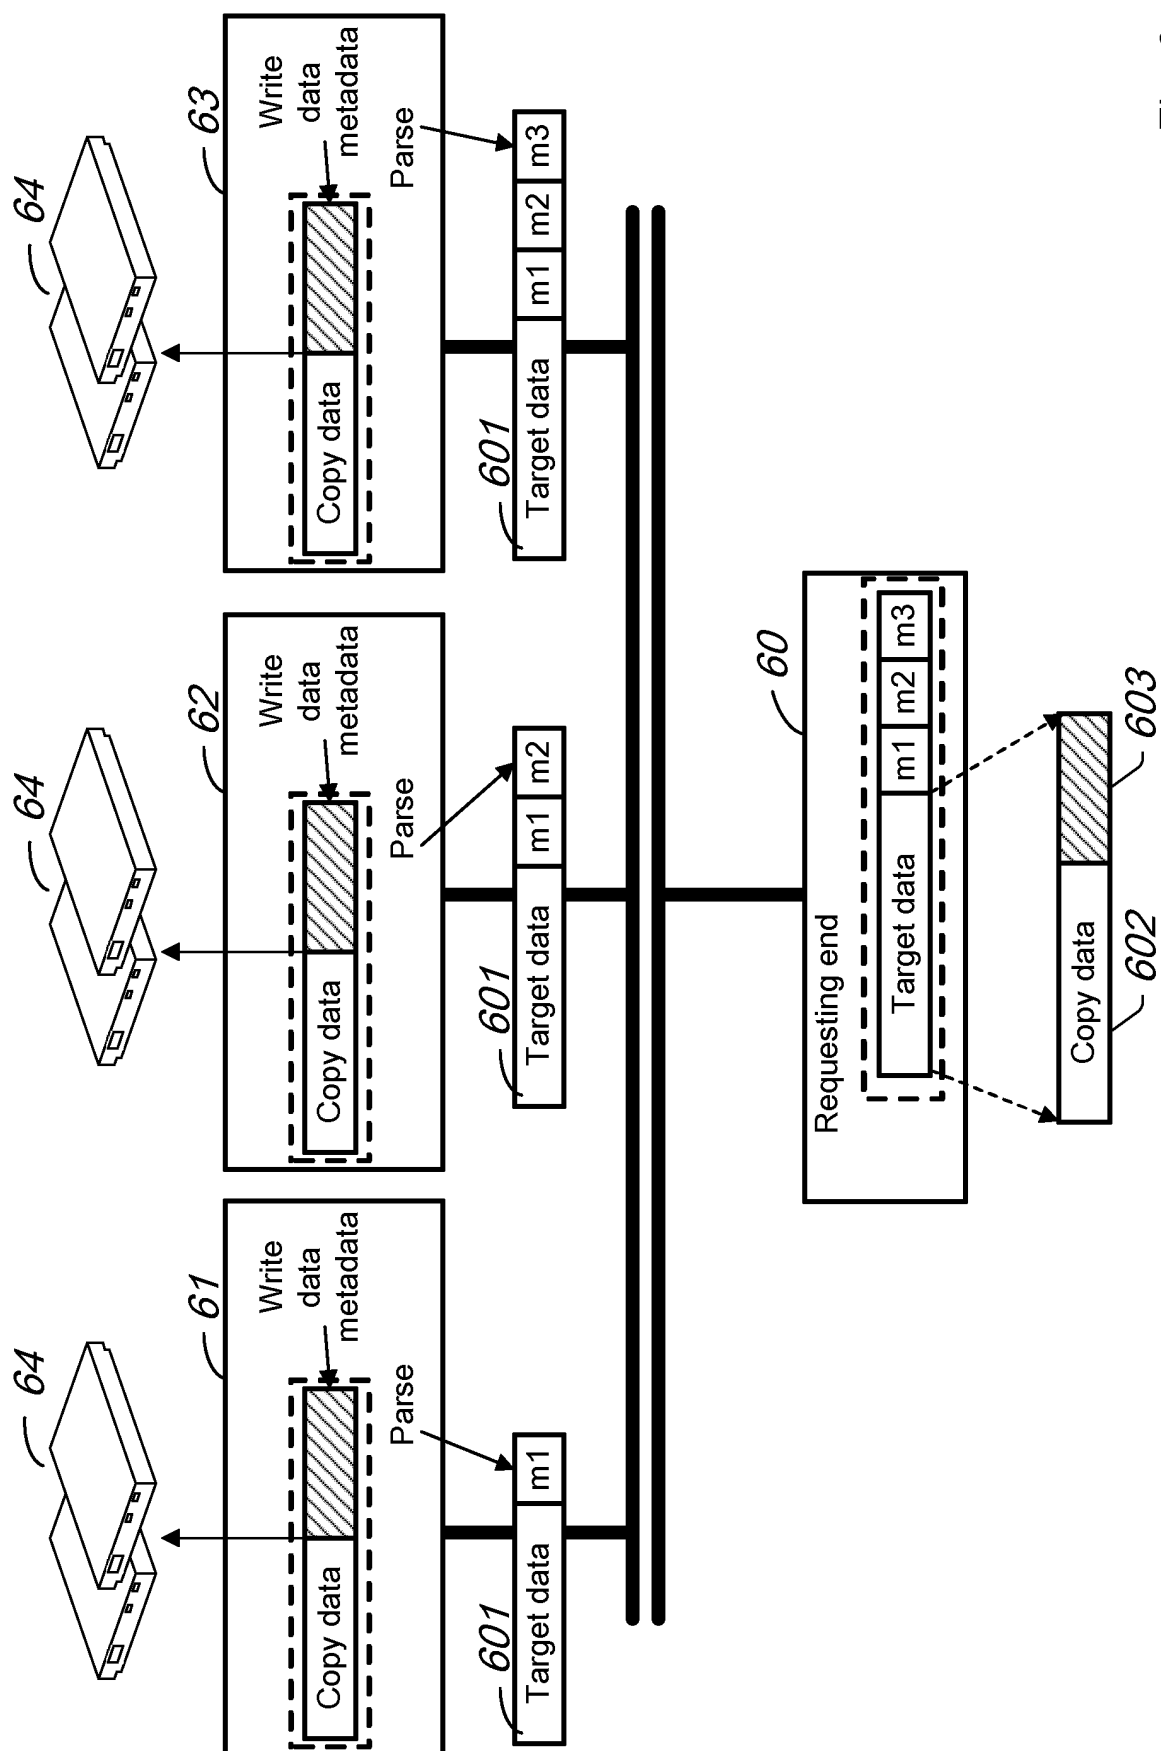 64
64
64
61
62
63
Copy data
Write
data
metadata
Copy data
Write
data
metadata
Copy data
Write
data
metadata
Parse
Parse
Parse
601
601
601
Target data m1
Target data m1 m2
Target data m1 m2 m3
60
Requesting end
Target data m1 m2 m3
Copy data
602
603